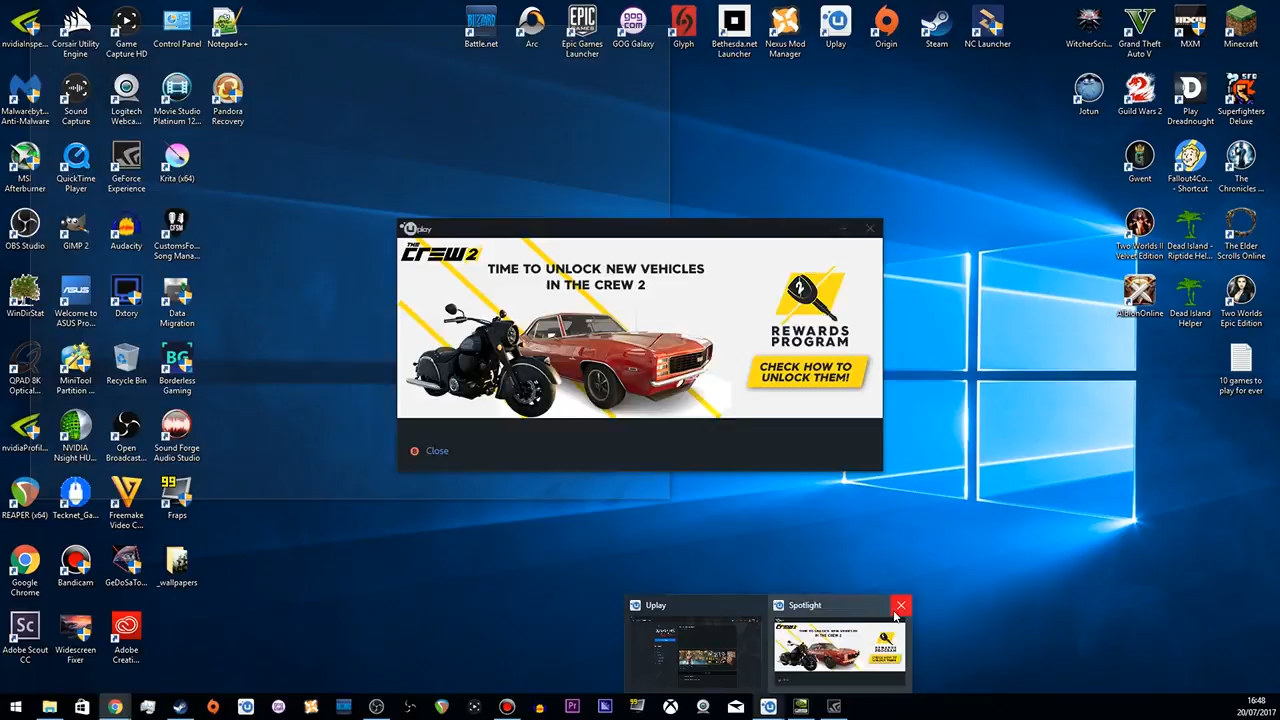 nvidiaInspe...
Corsair Utility
Engine
Game
Capture HD
Control Panel
Notepad++
Battle.net
Arc
Epic Games
Launcher
GOG Galaxy
Glyph
Bethesda.net
Launcher
Nexus Mod
Manager
Uplay
Origin
Steam
NC Launcher
WitcherScri...
Grand Theft
Auto V
MXM
Minecraft
Malwarebyt...
Anti-Malware
Sound
Capture
Logitech
Webca...
Movie Studio
Platinum 12...
Pandora
Recovery
Jotun
Guild Wars 2
Play
Dreadnought
Superfighters
Deluxe
MSI
Afterburner
QuickTime
Player
GeForce
Experience
Krita (x64)
Gwent
Fallout4Co...
- Shortcut
The
Chronicles ...
OBS Studio
GIMP 2
Audacity
CustomsFo...
Song Mana...
Two Worlds II
Velvet Edition
Dead Island -
Riptide Hel...
The Elder
Scrolls Online
WinDirStat
Welcome to
ASUS Pro...
Dxtory
Data
Migration
AlbionOnline
Dead Island
Helper
Two Worlds
Epic Edition
QPAD 8K
Optical...
MiniTool
Partition ...
Recycle Bin
Borderless
Gaming
10 games to
play for ever
nvidiaProfil...
NVIDIA
Nsight HU...
Open
Broadcast...
Sound Forge
Audio Studio
REAPER (x64)
Tecknet_Ga...
Freemake
Video C...
Fraps
Google
Chrome
Bandicam
GeDoSaTo...
_wallpapers
Adobe Scout
CC
Widescreen
Fixer
Adobe
Creati...
uplay
THE
CREW 2
TIME TO UNLOCK NEW VEHICLES
IN THE CREW 2
REWARDS
PROGRAM
CHECK HOW TO
UNLOCK THEM!
Close
Uplay
Spotlight
16:48
20/07/2017